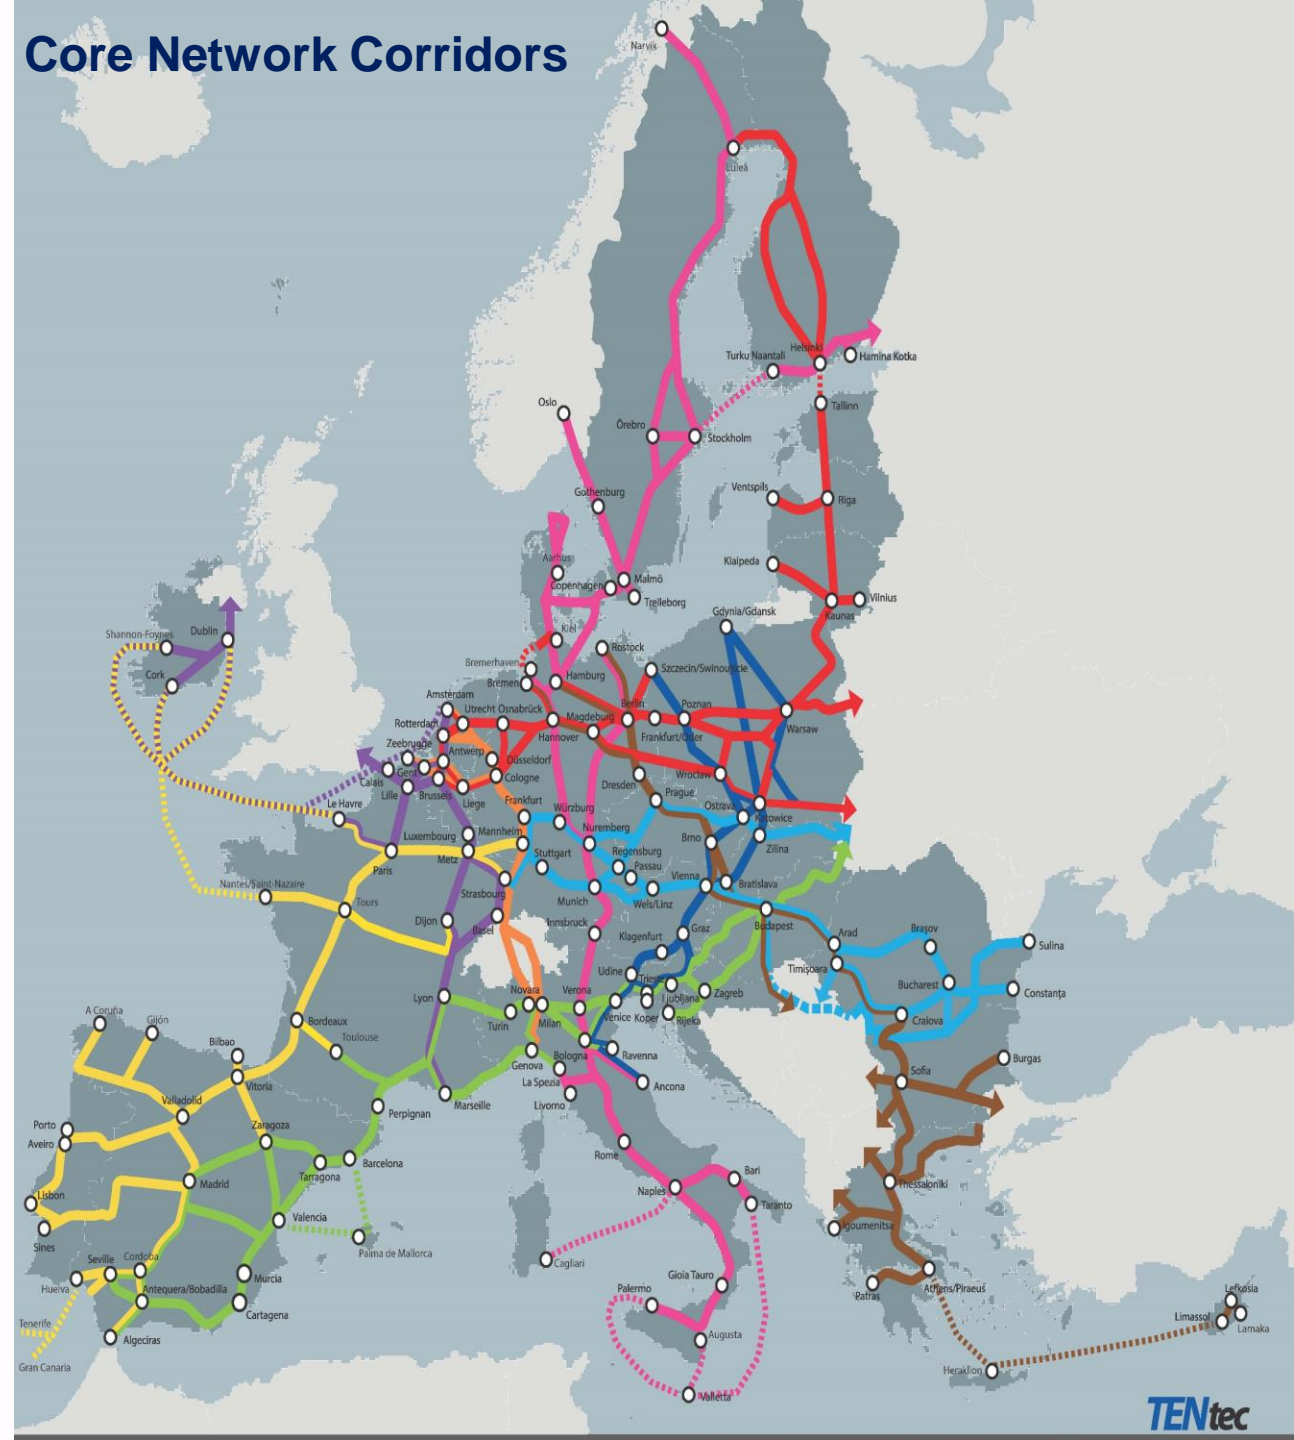 Core Network Corridors
Narvik
Luleå
Helsinki
Turku Naantali
Hamina Kotka
Oslo
Tallinn
Örebro
Stockholm
Ventspils
Riga
Gothenburg
Klaipeda
Aarhus
Malmö
Copenhagen
Trelleborg
Vilnius
Kaunas
Gdynia/Gdansk
Shannon-Foynes
Dublin
Kiel
Rostock
Cork
Bremerhaven
Szczecin/Swinoujscie
Bremen
Hamburg
Amsterdam
Utrecht
Osnabrück
Berlin
Poznan
Rotterdam
Magdeburg
Hannover
Frankfurt/Oder
Warsaw
Zeebrugge
Antwerp
Düsseldorf
Gent
Cologne
Calais
Wrocław
Lille
Brussels
Liege
Dresden
Prague
Le Havre
Frankfurt
Würzburg
Ostrava
Katowice
Luxembourg
Mannheim
Nuremberg
Brno
Zilina
Metz
Stuttgart
Regensburg
Paris
Passau
Nantes/Saint-Nazaire
Strasbourg
Munich
Wels/Linz
Vienna
Bratislava
Tours
Dijon
Basel
Innsbruck
Graz
Budapest
Klagenfurt
Arad
Braşov
Sulina
Udine
Trieste
Timişoara
Lyon
Novara
Verona
Ljubljana
Zagreb
Bucharest
Constanţa
A Coruña
Gijón
Bordeaux
Turin
Milan
Venice
Koper
Rijeka
Craiova
Bilbao
Toulouse
Genova
Bologna
Ravenna
Burgas
Vitoria
La Spezia
Ancona
Sofia
Valladolid
Marseille
Livorno
Porto
Zaragoza
Perpignan
Aveiro
Rome
Barcelona
Tarragona
Bari
Lisbon
Madrid
Naples
Thessaloniki
Taranto
Valencia
Igoumenitsa
Sines
Palma de Mallorca
Seville
Cordoba
Cagliari
Huelva
Murcia
Antequera/Bobadilla
Gioia Tauro
Palermo
Patras
Athens/Piraeus
Lefkosia
Cartagena
Limassol
Larnaka
Tenerife
Algeciras
Augusta
Gran Canaria
Heraklion
Valletta
TENtec